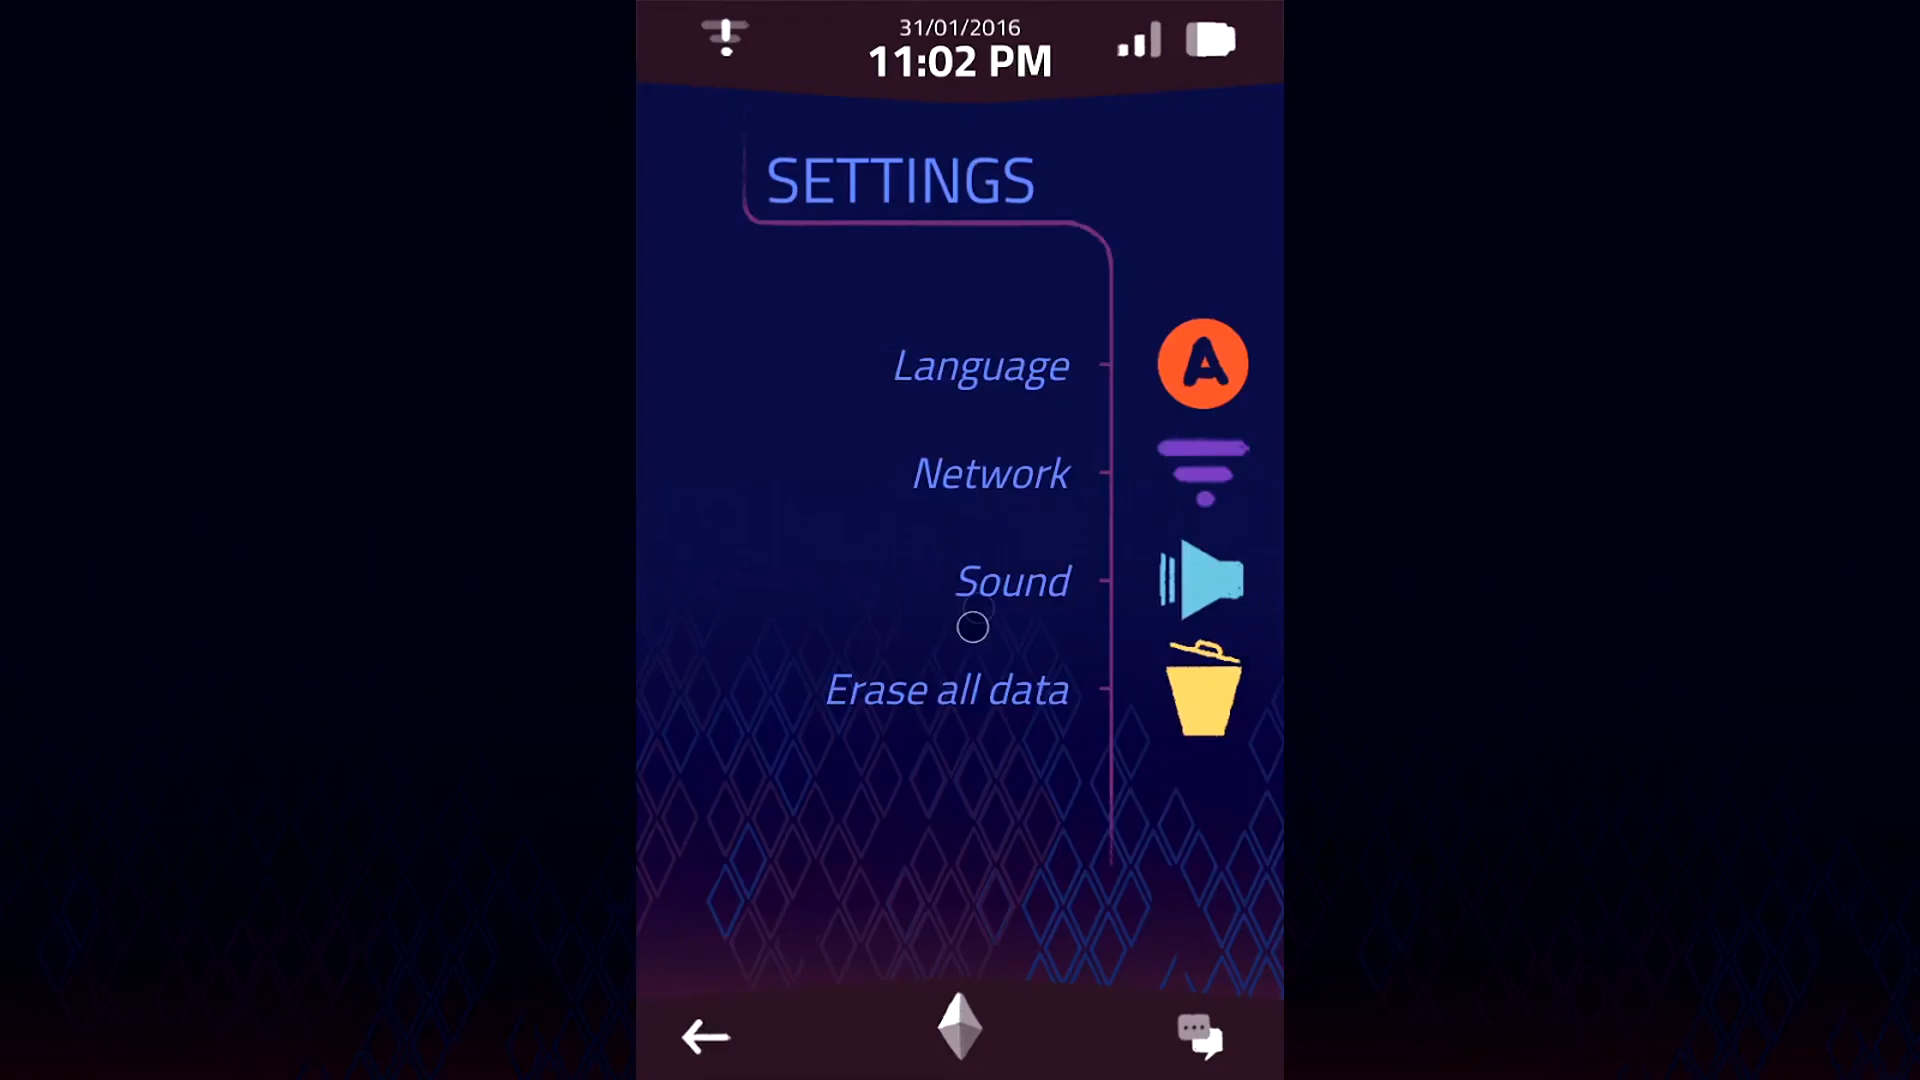 31/01/2016
11:02 PM
SETTINGS
A
Language
Network
Sound
Erase all data